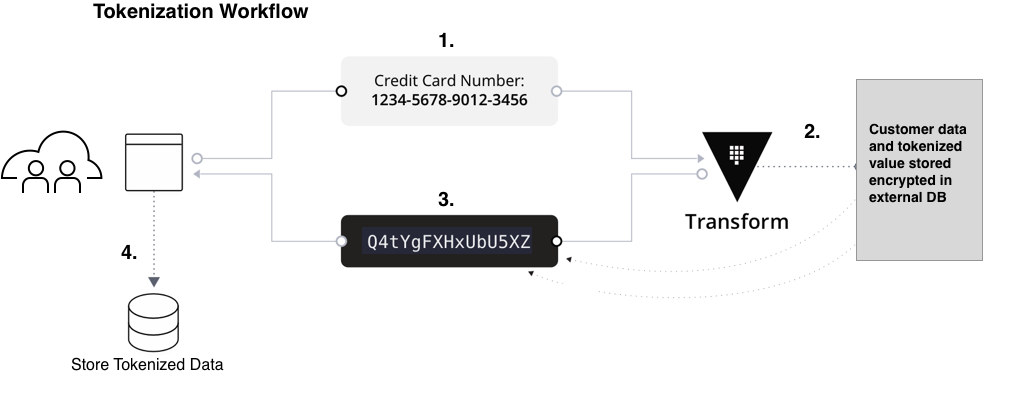 Tokenization Workflow
1.
Credit Card Number:
1234-5678-9012-3456
2.
Customer data
and tokenized
value stored
encrypted in
external DB
3.
Q4tYgFXHxUbU5XZ
Transform
4.
Store Tokenized Data